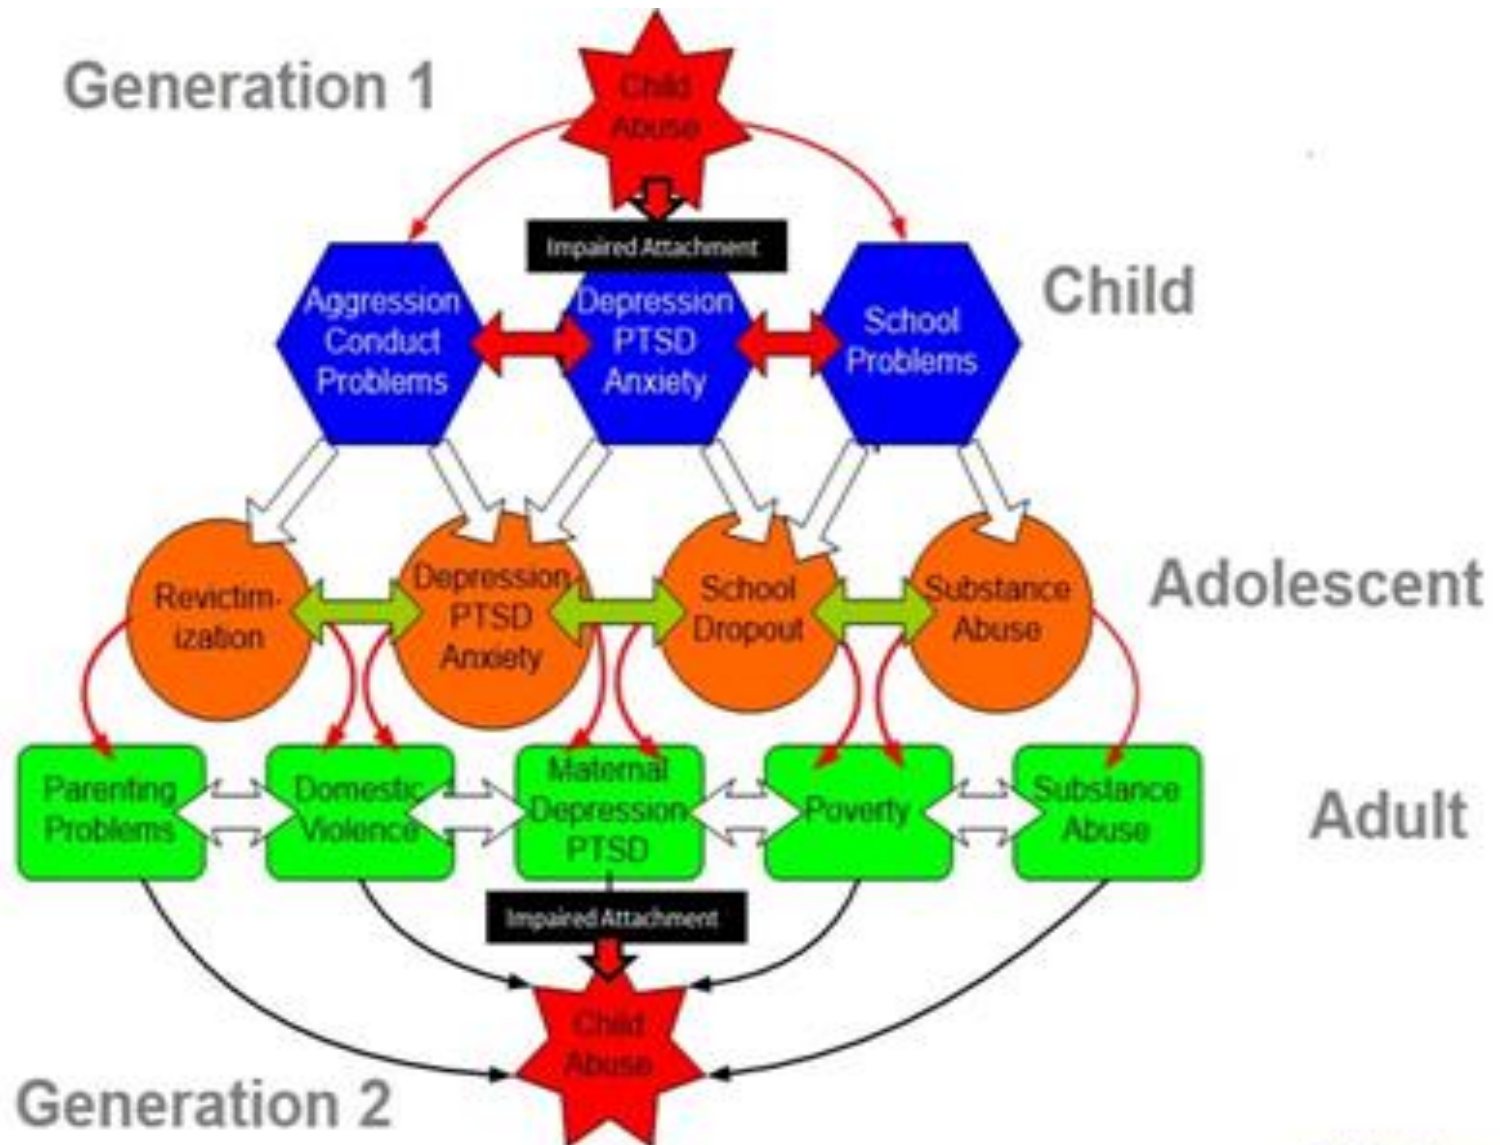 Generation 1
Child
Abuse
Impaired Attachment
Child
Aggression
Conduct
Problems
Depression
PTSD
Anxiety
School
Problems
Adolescent
Revictim-
ization
Depression
PTSD
Anxiety
School
Dropout
Substance
Abuse
Adult
Parenting
Problems
Domestic
Violence
Maternal
Depression
PTSD
Poverty
Substance
Abuse
Impaired Attachment
Child
Abuse
Generation 2